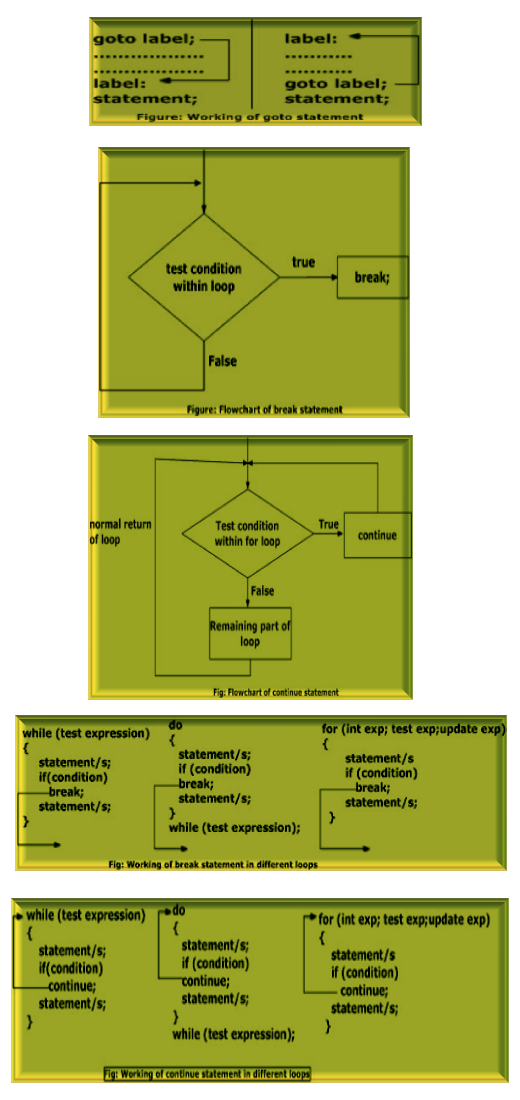 goto label;
....................
....................
label:
statement;
label:
............
............
goto label;
statement;
Figure: Working of goto statement
test condition
within loop
true
break;
False
Figure: Flowchart of break statement
normal return
of loop
Test condition
within for loop
True
continue
False
Remaining part of
loop
Fig: Flowchart of continue statement
while (test expression)
{
statement/s;
if(condition)
break;
statement/s;
}
do
{
statement/s;
if (condition)
break;
statement/s;
}
while (test expression);
for (int exp; test exp;update exp)
{
statement/s
if (condition)
break;
statement/s;
}
Fig: Working of break statement in different loops
while (test expression)
{
statement/s;
if(condition)
continue;
statement/s;
}
do
{
statement/s;
if (condition)
continue;
statement/s;
}
while (test expression);
for (int exp; test exp;update exp)
{
statement/s
if (condition)
continue;
statement/s;
}
Fig: Working of continue statement in different loops